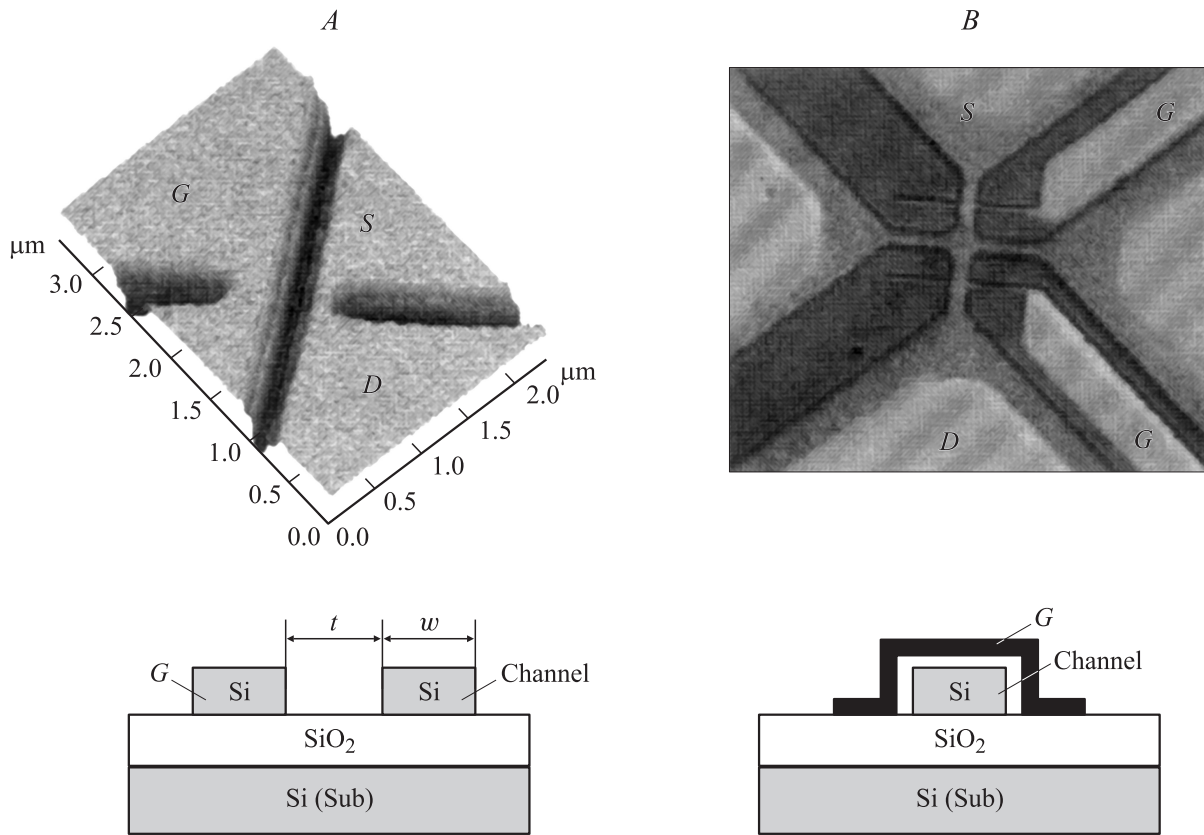 A
B
G
S
D
μm
3.0
2.5
2.0
1.5
1.0
0.5
0.0
0.0
0.5
1.0
1.5
2.0
μm
S
G
D
G
t
w
G
Si
Si
Channel
SiO₂
Si (Sub)
G
Channel
Si
SiO₂
Si (Sub)